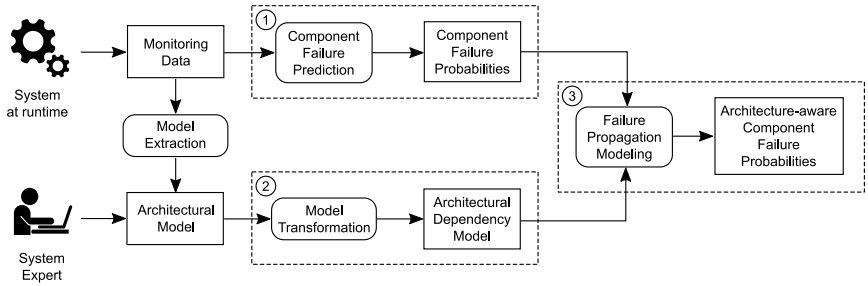 System
at runtime
Monitoring
Data
1
Component
Failure
Prediction
Component
Failure
Probabilities
Model
Extraction
3
Failure
Propagation
Modeling
Architecture-aware
Component
Failure
Probabilities
System
Expert
Architectural
Model
2
Model
Transformation
Architectural
Dependency
Model